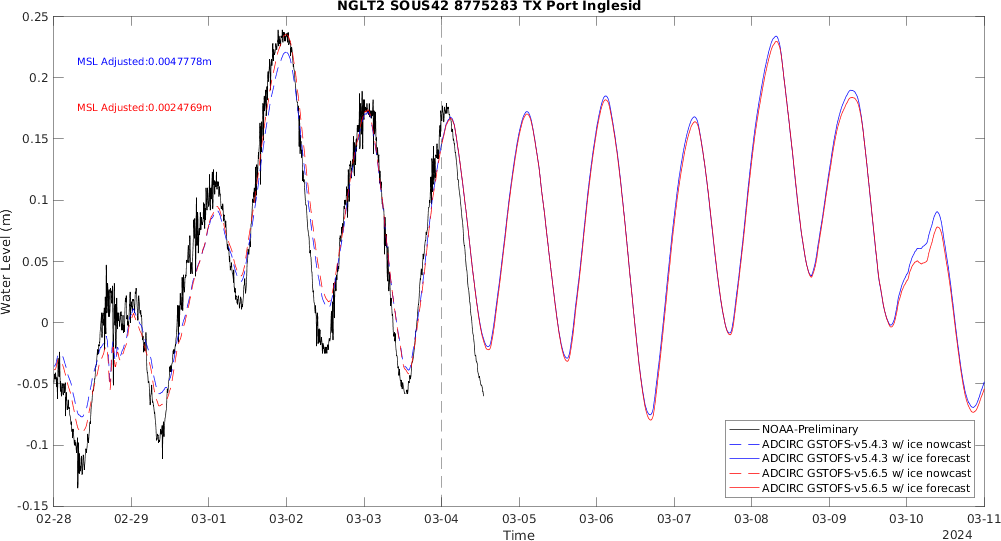 NGLT2 SOUS42 8775283 TX Port Inglesid
0.25
0.2
0.15
0.1
0.05
0
-0.05
-0.1
-0.15
Water Level (m)
MSL Adjusted:0.0047778m
MSL Adjusted:0.0024769m
NOAA-Preliminary
ADCIRC GSTOFS-v5.4.3 w/ ice nowcast
ADCIRC GSTOFS-v5.4.3 w/ ice forecast
ADCIRC GSTOFS-v5.6.5 w/ ice nowcast
ADCIRC GSTOFS-v5.6.5 w/ ice forecast
02-28 02-29 03-01 03-02 03-03 03-04 03-05 03-06 03-07 03-08 03-09 03-10 03-11
Time
2024